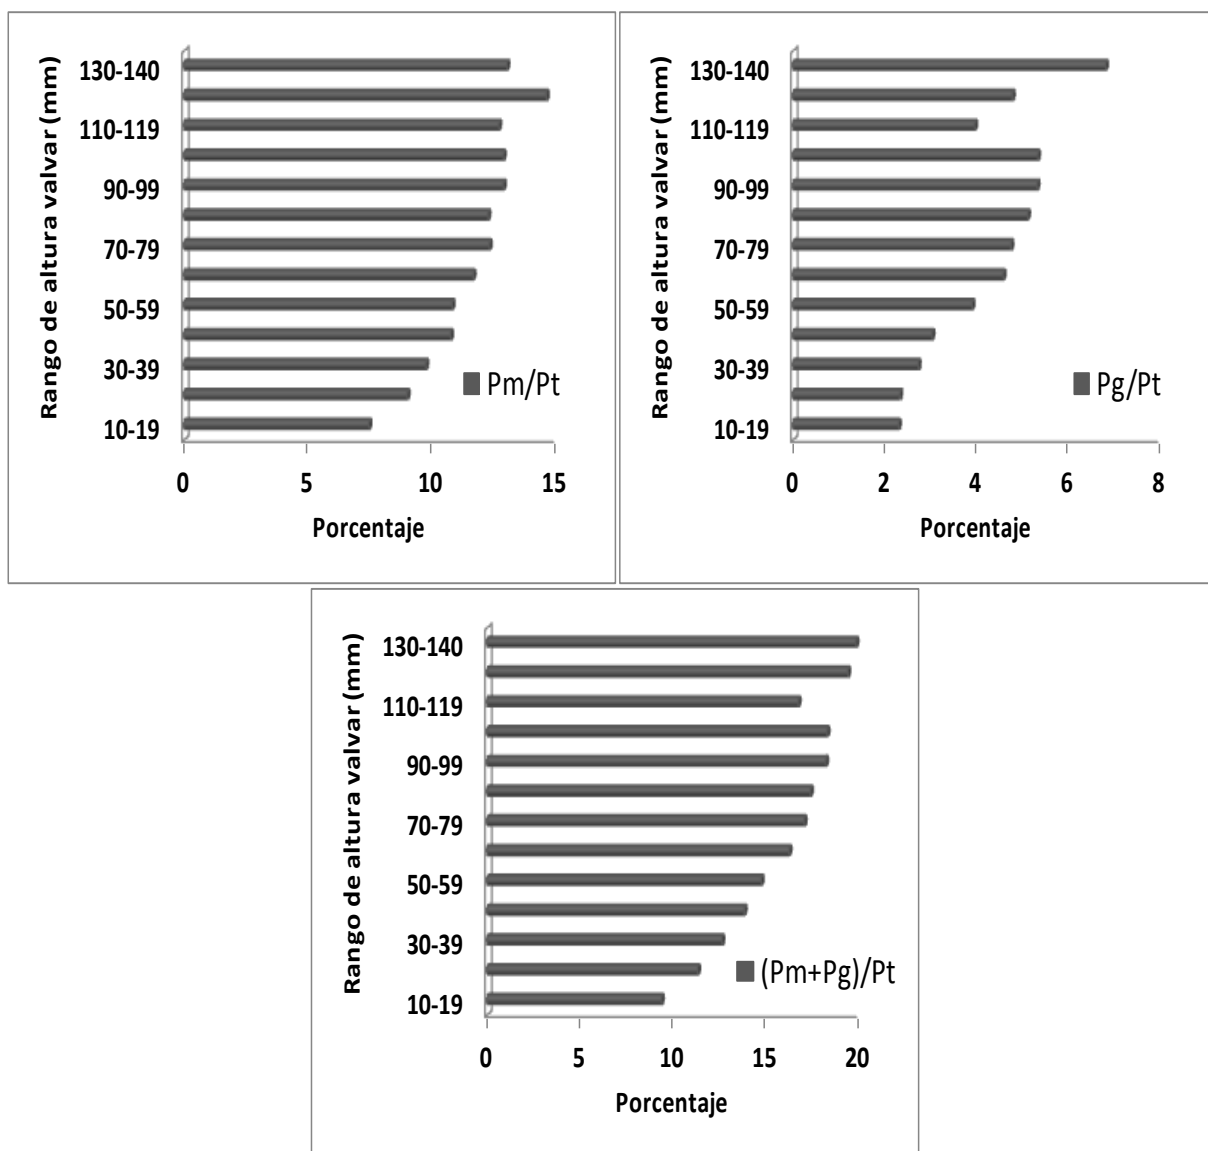 Rango de altura valvar (mm)
130-140
110-119
90-99
70-79
50-59
30-39
10-19
Pm/Pt
0 5 10 15
Porcentaje
Rango de altura valvar (mm)
130-140
110-119
90-99
70-79
50-59
30-39
10-19
Pg/Pt
0 2 4 6 8
Porcentaje
Rango de altura valvar (mm)
130-140
110-119
90-99
70-79
50-59
30-39
10-19
(Pm+Pg)/Pt
0 5 10 15 20
Porcentaje